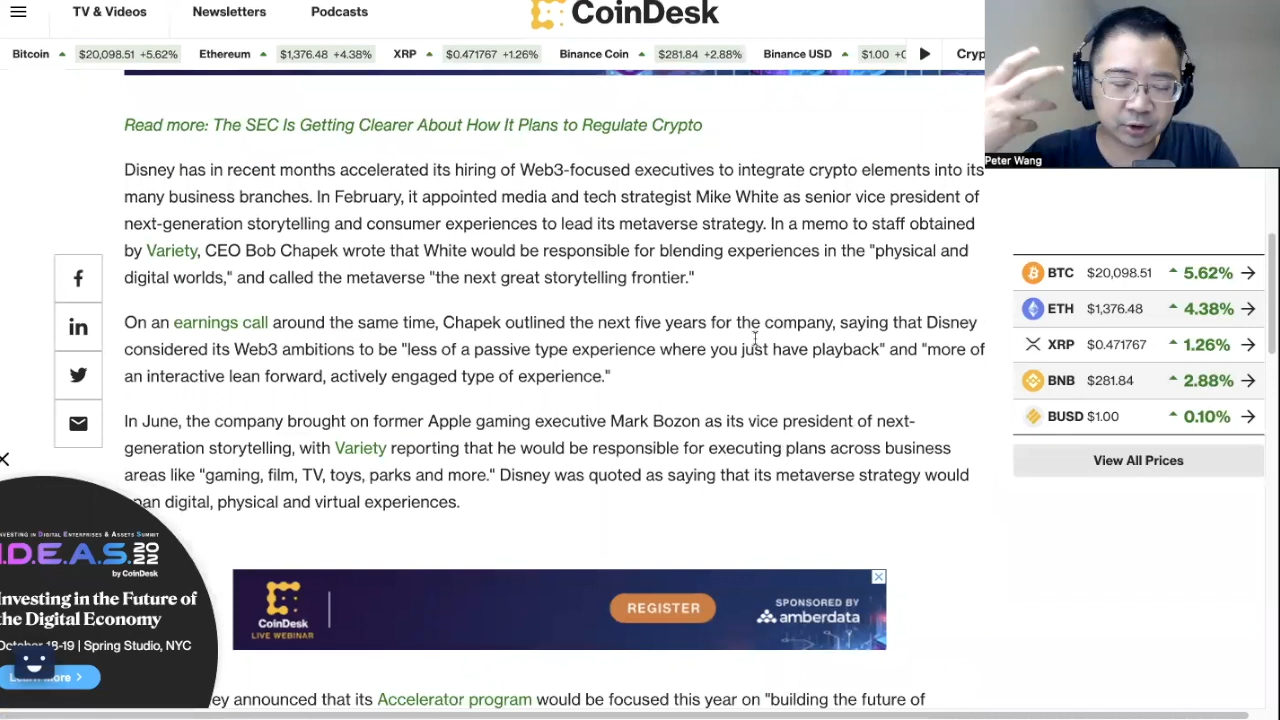 TV & Videos Newsletters Podcasts CoinDesk
Bitcoin $20,098.51 +5.62% Ethereum $1,376.48 +4.38% XRP $0.471767 +1.26% Binance Coin $281.84 +2.88% Binance USD $1.00 Cryp
Peter Wang
Read more: The SEC Is Getting Clearer About How It Plans to Regulate Crypto
Disney has in recent months accelerated its hiring of Web3-focused executives to integrate crypto elements into its
many business branches. In February, it appointed media and tech strategist Mike White as senior vice president of
next-generation storytelling and consumer experiences to lead its metaverse strategy. In a memo to staff obtained
by Variety, CEO Bob Chapek wrote that White would be responsible for blending experiences in the "physical and
digital worlds," and called the metaverse "the next great storytelling frontier."
On an earnings call around the same time, Chapek outlined the next five years for the company, saying that Disney
considered its Web3 ambitions to be "less of a passive type experience where you just have playback" and "more of
an interactive lean forward, actively engaged type of experience."
In June, the company brought on former Apple gaming executive Mark Bozon as its vice president of next-
generation storytelling, with Variety reporting that he would be responsible for executing plans across business
areas like "gaming, film, TV, toys, parks and more." Disney was quoted as saying that its metaverse strategy would
pan digital, physical and virtual experiences.
BTC $20,098.51 5.62%
ETH $1,376.48 4.38%
XRP $0.471767 1.26%
BNB $281.84 2.88%
BUSD $1.00 0.10%
View All Prices
INVESTING IN DIGITAL ENTERPRISES & ASSETS SUMMIT
I.D.E.A.S. 2022
by CoinDesk
Investing in the Future of
the Digital Economy
October 18-19 | Spring Studio, NYC
Learn More
CoinDesk
LIVE WEBINAR
REGISTER
SPONSORED BY
amberdata
ey announced that its Accelerator program would be focused this year on "building the future of